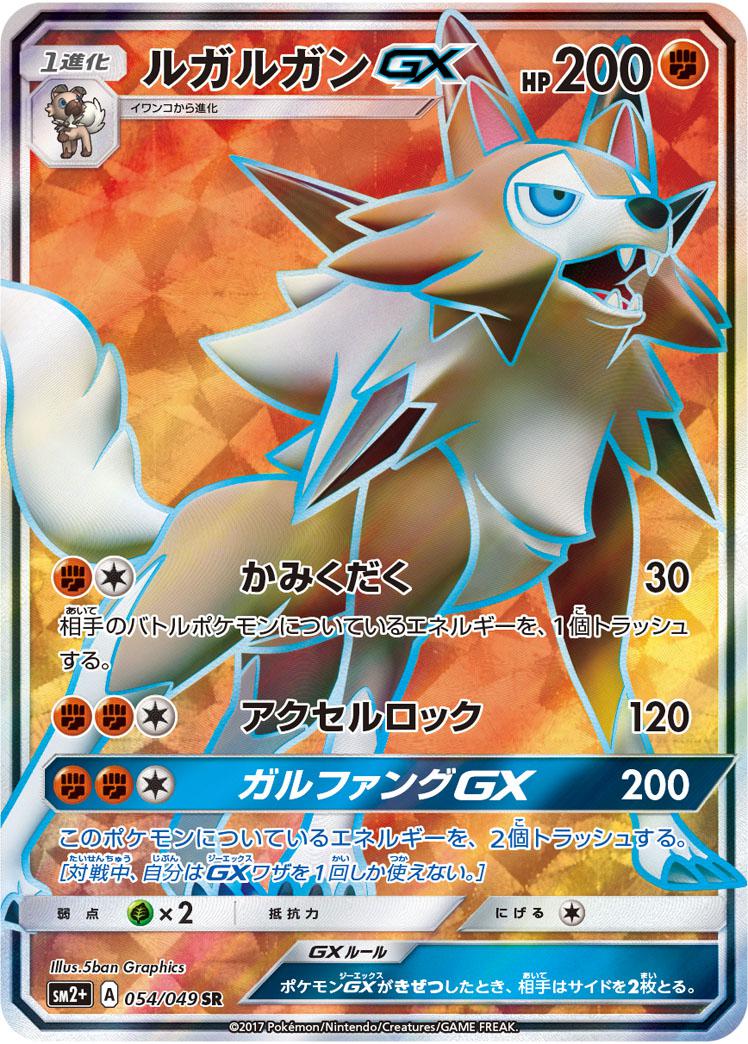 1進化 ルガルガンGX HP200
イワンコから進化
かみくだく 30
相手のバトルポケモンについているエネルギーを、1個トラッシュ
する。
アクセルロック 120
ガルファングGX 200
このポケモンについているエネルギーを、2個トラッシュする。
[対戦中、自分はGXワザを1回しか使えない。]
弱点 ×2 抵抗力 にげる
GXルール
ポケモンGXがきぜつしたとき、相手はサイドを2枚とる。
Illus.5ban Graphics
SM2+ A 054/049 SR
©2017 Pokémon/Nintendo/Creatures/GAME FREAK.